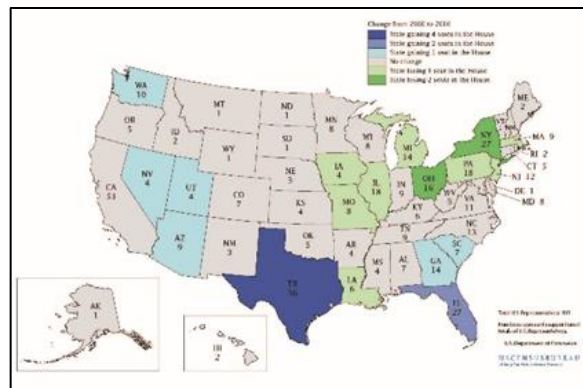 Change from 2000 to 2010
State gaining 4 seats in the House
State gaining 2 seats in the House
State gaining 1 seat in the House
No change
State losing 1 seat in the House
State losing 2 seats in the House
WA
10
OR
5
CA
53
NV
4
ID
2
MT
1
WY
1
UT
4
AZ
9
CO
7
NM
3
ND
1
SD
1
NE
3
KS
4
OK
5
TX
36
MN
8
IA
4
MO
8
AR
4
LA
6
WI
8
IL
18
MS
4
MI
14
IN
9
KY
6
TN
9
AL
7
OH
16
GA
14
FL
27
SC
7
NC
13
VA
11
WV
3
PA
18
NY
27
VT
ME
2
MA 9
RI 2
CT 5
NJ 12
DE 1
MD 8
AK
1
HI
2
Total U.S. Representatives:
U.S. Department of Commerce
USCENSUSBUREAU